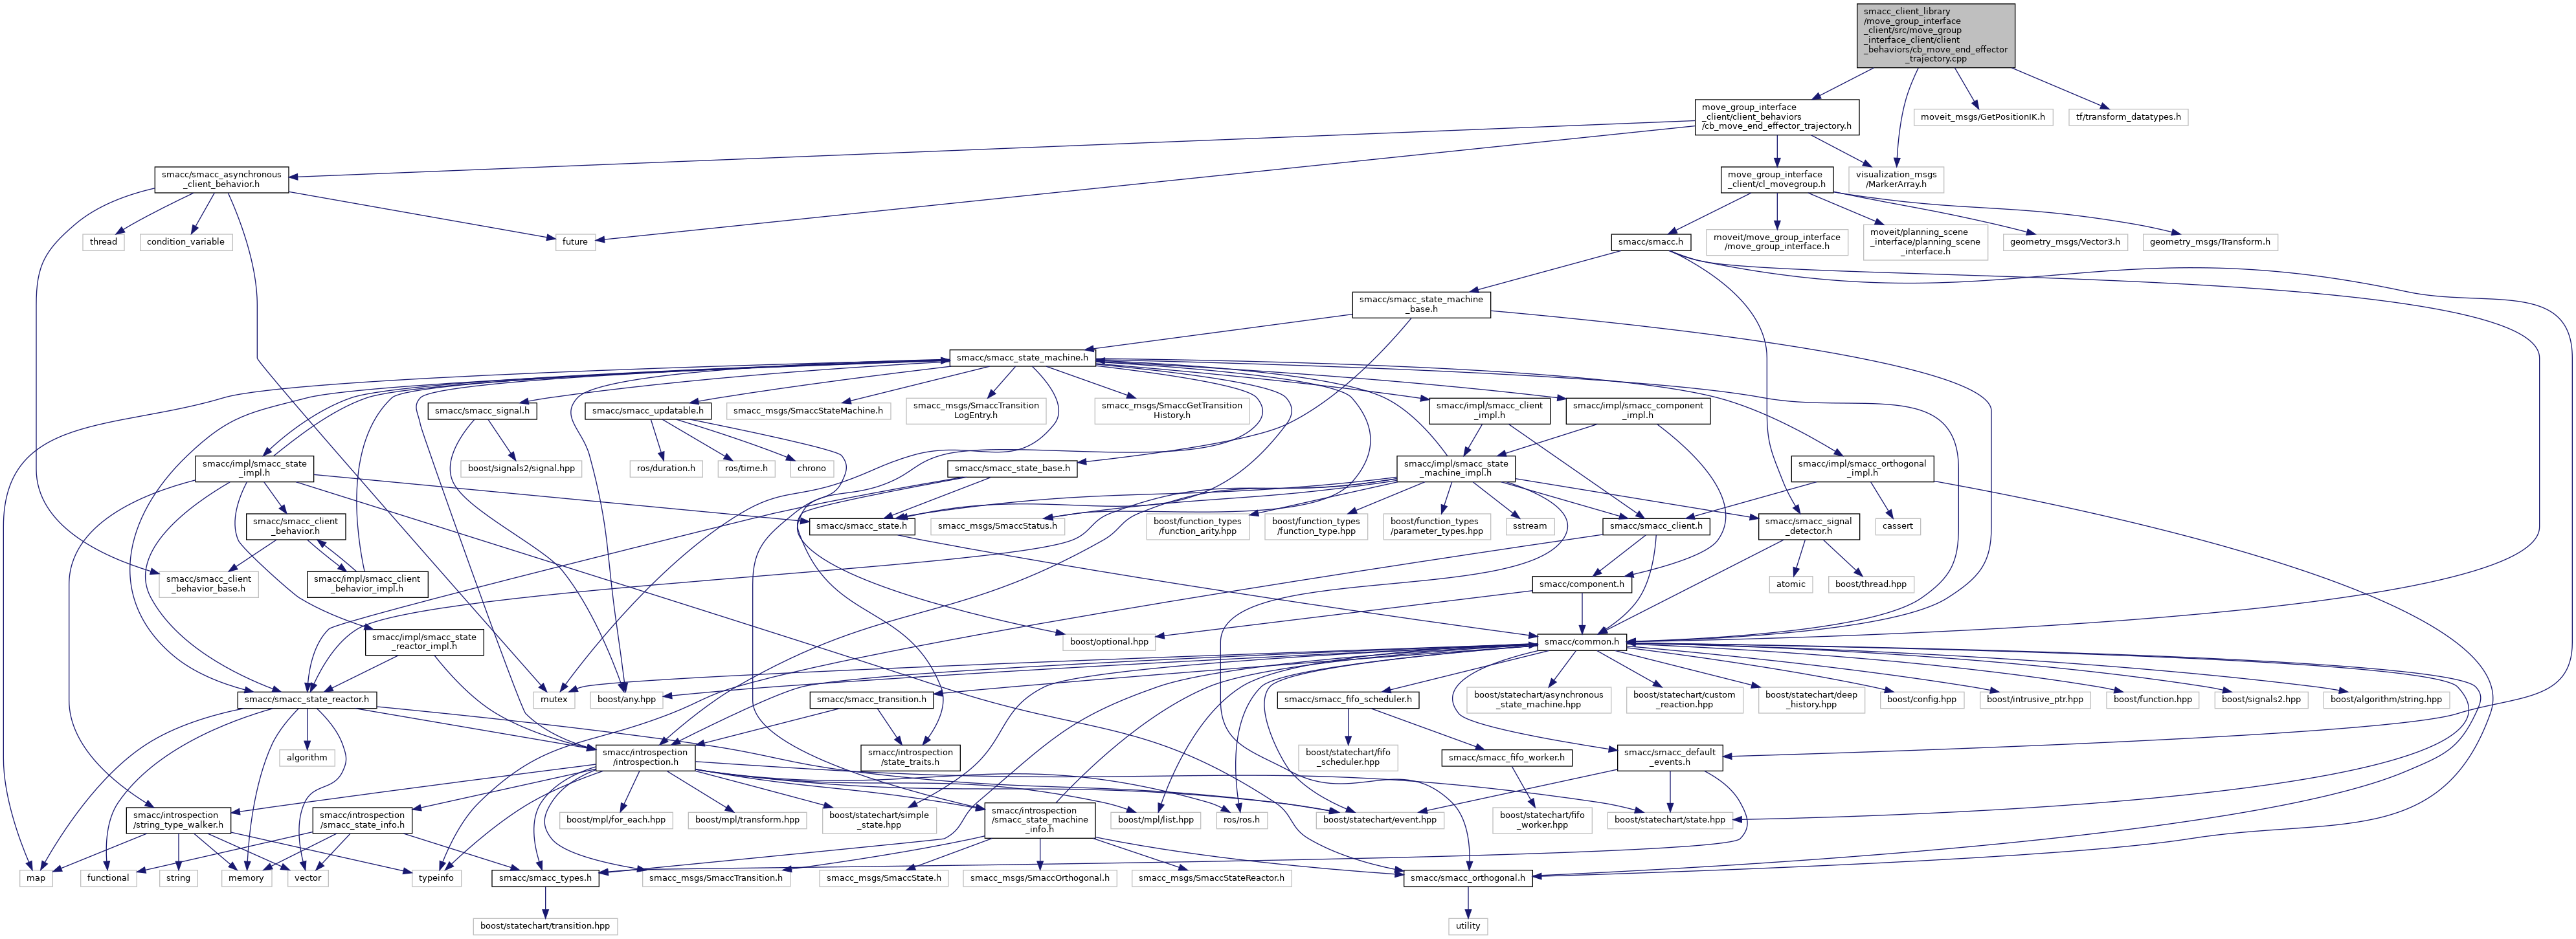 smacc_client_library
/move_group_interface
_client/src/move_group
_interface_client/client
_behaviors/cb_move_end_effector
_trajectory.cpp
move_group_interface
_client/client_behaviors
/cb_move_end_effector_trajectory.h
moveit_msgs/GetPositionIK.h
tf/transform_datatypes.h
smacc/smacc_asynchronous
_client_behavior.h
move_group_interface
_client/cl_movegroup.h
visualization_msgs
/MarkerArray.h
thread
condition_variable
future
smacc/smacc.h
moveit/move_group_interface
/move_group_interface.h
moveit/planning_scene
_interface/planning_scene
_interface.h
geometry_msgs/Vector3.h
geometry_msgs/Transform.h
smacc/smacc_state_machine
_base.h
smacc/smacc_state_machine.h
smacc/smacc_signal.h
smacc/smacc_updatable.h
smacc_msgs/SmaccStateMachine.h
smacc_msgs/SmaccTransition
LogEntry.h
smacc_msgs/SmaccGetTransition
History.h
smacc/impl/smacc_client
_impl.h
smacc/impl/smacc_component
_impl.h
smacc/impl/smacc_state
_impl.h
boost/signals2/signal.hpp
ros/duration.h
ros/time.h
chrono
smacc/smacc_state_base.h
smacc/impl/smacc_state
_machine_impl.h
smacc/impl/smacc_orthogonal
_impl.h
smacc/smacc_client
_behavior.h
smacc/smacc_state.h
smacc_msgs/SmaccStatus.h
boost/function_types
/function_arity.hpp
boost/function_types
/function_type.hpp
boost/function_types
/parameter_types.hpp
sstream
smacc/smacc_client.h
smacc/smacc_signal
_detector.h
cassert
smacc/smacc_client
_behavior_base.h
smacc/impl/smacc_client
_behavior_impl.h
smacc/component.h
atomic
boost/thread.hpp
smacc/impl/smacc_state
_reactor_impl.h
boost/optional.hpp
smacc/common.h
smacc/smacc_state_reactor.h
mutex
boost/any.hpp
smacc/smacc_transition.h
smacc/smacc_fifo_scheduler.h
boost/statechart/asynchronous
_state_machine.hpp
boost/statechart/custom
_reaction.hpp
boost/statechart/deep
_history.hpp
boost/config.hpp
boost/intrusive_ptr.hpp
boost/function.hpp
boost/signals2.hpp
boost/algorithm/string.hpp
algorithm
smacc/introspection
/introspection.h
smacc/introspection
/state_traits.h
boost/statechart/fifo
_scheduler.hpp
smacc/smacc_fifo_worker.h
smacc/smacc_default
_events.h
smacc/introspection
/string_type_walker.h
smacc/introspection
/smacc_state_info.h
boost/mpl/for_each.hpp
boost/mpl/transform.hpp
boost/statechart/simple
_state.hpp
smacc/introspection
/smacc_state_machine
_info.h
boost/mpl/list.hpp
ros/ros.h
boost/statechart/event.hpp
boost/statechart/fifo
_worker.hpp
boost/statechart/state.hpp
map
functional
string
memory
vector
typeinfo
smacc/smacc_types.h
smacc_msgs/SmaccTransition.h
smacc_msgs/SmaccState.h
smacc_msgs/SmaccOrthogonal.h
smacc_msgs/SmaccStateReactor.h
smacc/smacc_orthogonal.h
boost/statechart/transition.hpp
utility